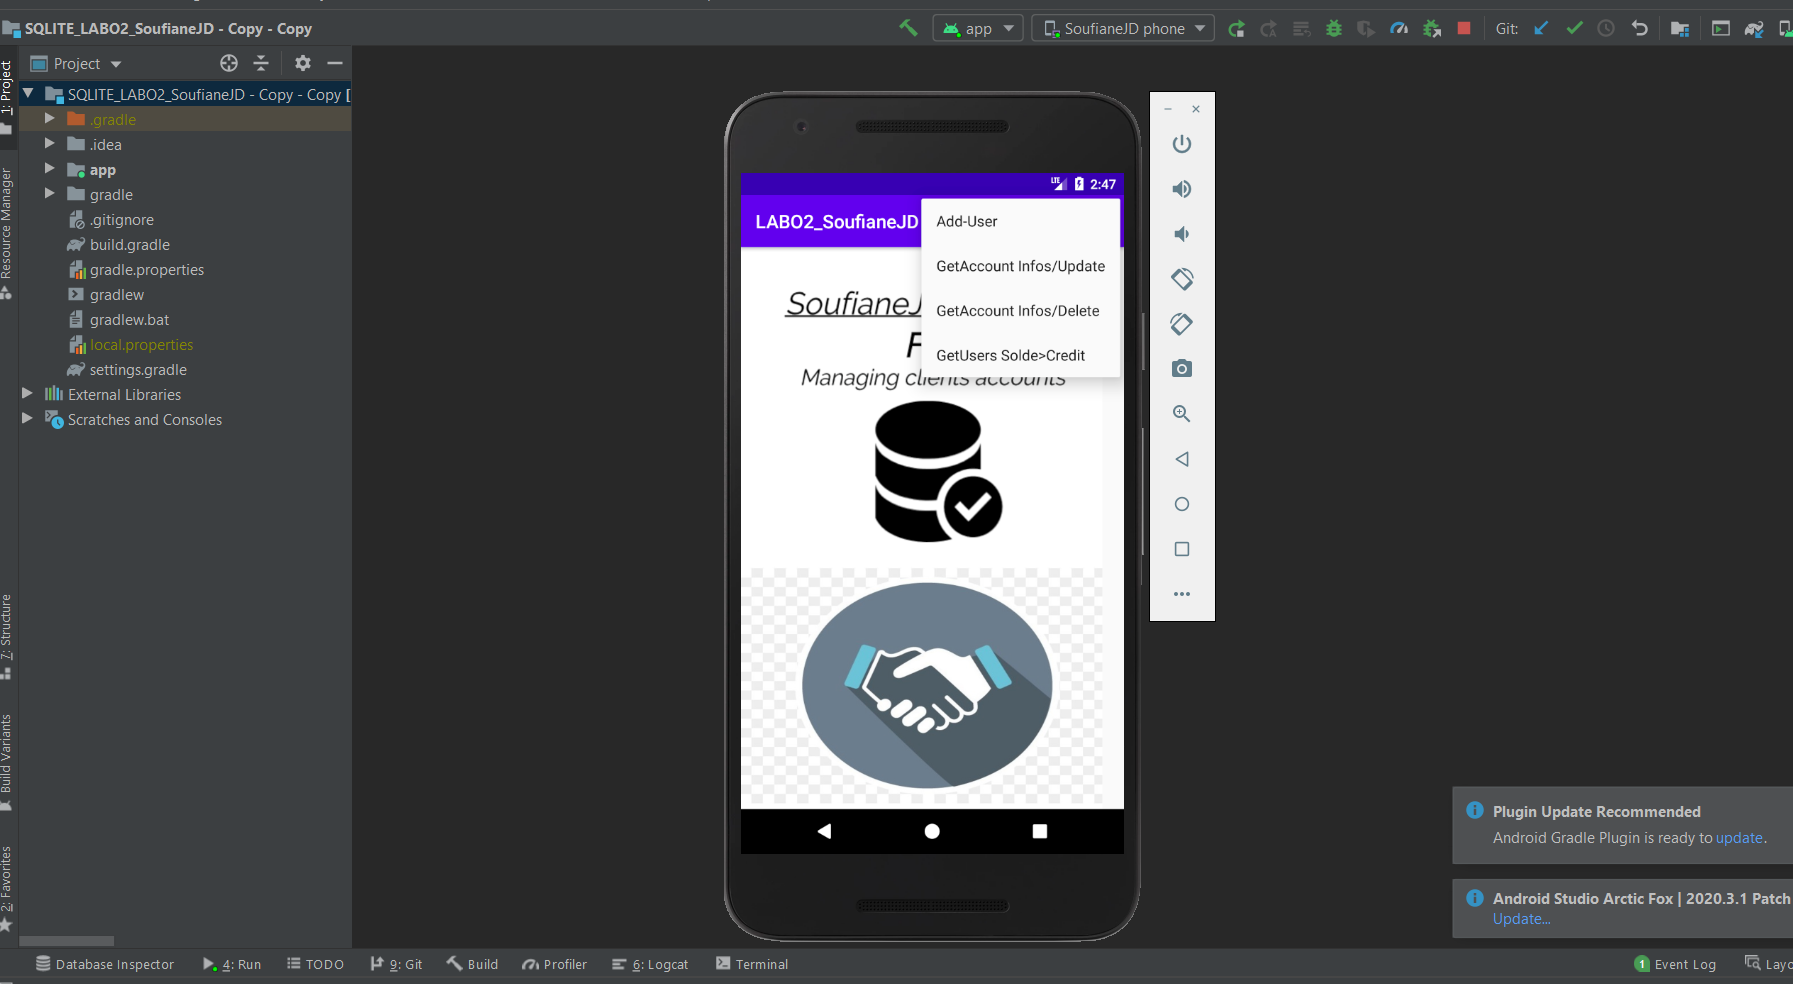 SQLITE_LABO2_SoufianeJD - Copy - Copy
app
SoufianeJD phone
Git:
1: Project
Resource Manager
7: Structure
Build Variants
2: Favorites
Project
SQLITE_LABO2_SoufianeJD - Copy - Copy [
.gradle
.idea
app
gradle
.gitignore
build.gradle
gradle.properties
gradlew
gradlew.bat
local.properties
settings.gradle
External Libraries
Scratches and Consoles
LTE 2:47
LABO2_SoufianeJD
Add-User
GetAccount Infos/Update
GetAccount Infos/Delete
GetUsers Solde>Credit
SoufianeJ
F
Managing clients accounts
Plugin Update Recommended
Android Gradle Plugin is ready to update.
Android Studio Arctic Fox | 2020.3.1 Patch
Update...
Database Inspector
4: Run
TODO
9: Git
Build
Profiler
6: Logcat
Terminal
1 Event Log
Layo